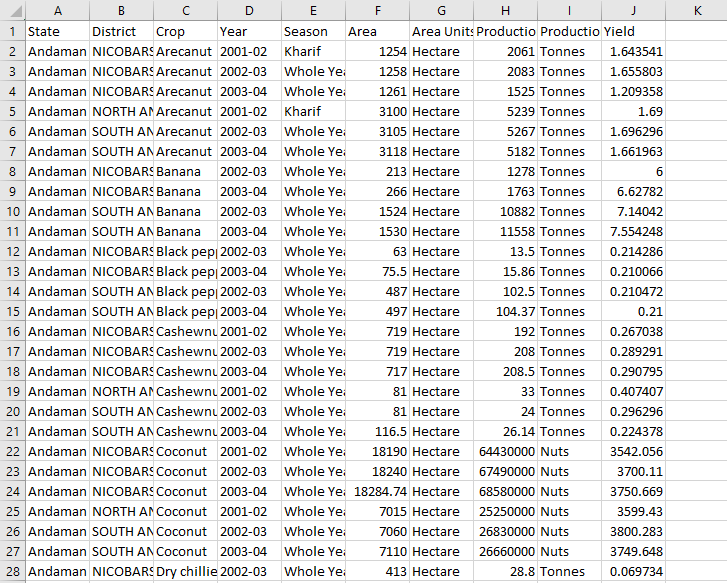 A B C D E F G H I J K
1 State District Crop Year Season Area Area Units Productio Productio Yield
2 Andaman NICOBARS Arecanut 2001-02 Kharif 1254 Hectare 2061 Tonnes 1.643541
3 Andaman NICOBARS Arecanut 2002-03 Whole Yea 1258 Hectare 2083 Tonnes 1.655803
4 Andaman NICOBARS Arecanut 2003-04 Whole Yea 1261 Hectare 1525 Tonnes 1.209358
5 Andaman NORTH AN Arecanut 2001-02 Kharif 3100 Hectare 5239 Tonnes 1.69
6 Andaman SOUTH AN Arecanut 2002-03 Whole Yea 3105 Hectare 5267 Tonnes 1.696296
7 Andaman SOUTH AN Arecanut 2003-04 Whole Yea 3118 Hectare 5182 Tonnes 1.661963
8 Andaman NICOBARS Banana 2002-03 Whole Yea 213 Hectare 1278 Tonnes 6
9 Andaman NICOBARS Banana 2003-04 Whole Yea 266 Hectare 1763 Tonnes 6.62782
10 Andaman SOUTH AN Banana 2002-03 Whole Yea 1524 Hectare 10882 Tonnes 7.14042
11 Andaman SOUTH AN Banana 2003-04 Whole Yea 1530 Hectare 11558 Tonnes 7.554248
12 Andaman NICOBARS Black pepp 2002-03 Whole Yea 63 Hectare 13.5 Tonnes 0.214286
13 Andaman NICOBARS Black pepp 2003-04 Whole Yea 75.5 Hectare 15.86 Tonnes 0.210066
14 Andaman SOUTH AN Black pepp 2002-03 Whole Yea 487 Hectare 102.5 Tonnes 0.210472
15 Andaman SOUTH AN Black pepp 2003-04 Whole Yea 497 Hectare 104.37 Tonnes 0.21
16 Andaman NICOBARS Cashewnu 2001-02 Whole Yea 719 Hectare 192 Tonnes 0.267038
17 Andaman NICOBARS Cashewnu 2002-03 Whole Yea 719 Hectare 208 Tonnes 0.289291
18 Andaman NICOBARS Cashewnu 2003-04 Whole Yea 717 Hectare 208.5 Tonnes 0.290795
19 Andaman NORTH AN Cashewnu 2001-02 Whole Yea 81 Hectare 33 Tonnes 0.407407
20 Andaman SOUTH AN Cashewnu 2002-03 Whole Yea 81 Hectare 24 Tonnes 0.296296
21 Andaman SOUTH AN Cashewnu 2003-04 Whole Yea 116.5 Hectare 26.14 Tonnes 0.224378
22 Andaman NICOBARS Coconut 2001-02 Whole Yea 18190 Hectare 64430000 Nuts 3542.056
23 Andaman NICOBARS Coconut 2002-03 Whole Yea 18240 Hectare 67490000 Nuts 3700.11
24 Andaman NICOBARS Coconut 2003-04 Whole Yea 18284.74 Hectare 68580000 Nuts 3750.669
25 Andaman NORTH AN Coconut 2001-02 Whole Yea 7015 Hectare 25250000 Nuts 3599.43
26 Andaman SOUTH AN Coconut 2002-03 Whole Yea 7060 Hectare 26830000 Nuts 3800.283
27 Andaman SOUTH AN Coconut 2003-04 Whole Yea 7110 Hectare 26660000 Nuts 3749.648
28 Andaman NICOBARS Dry chillie 2002-03 Whole Yea 413 Hectare 28.8 Tonnes 0.069734